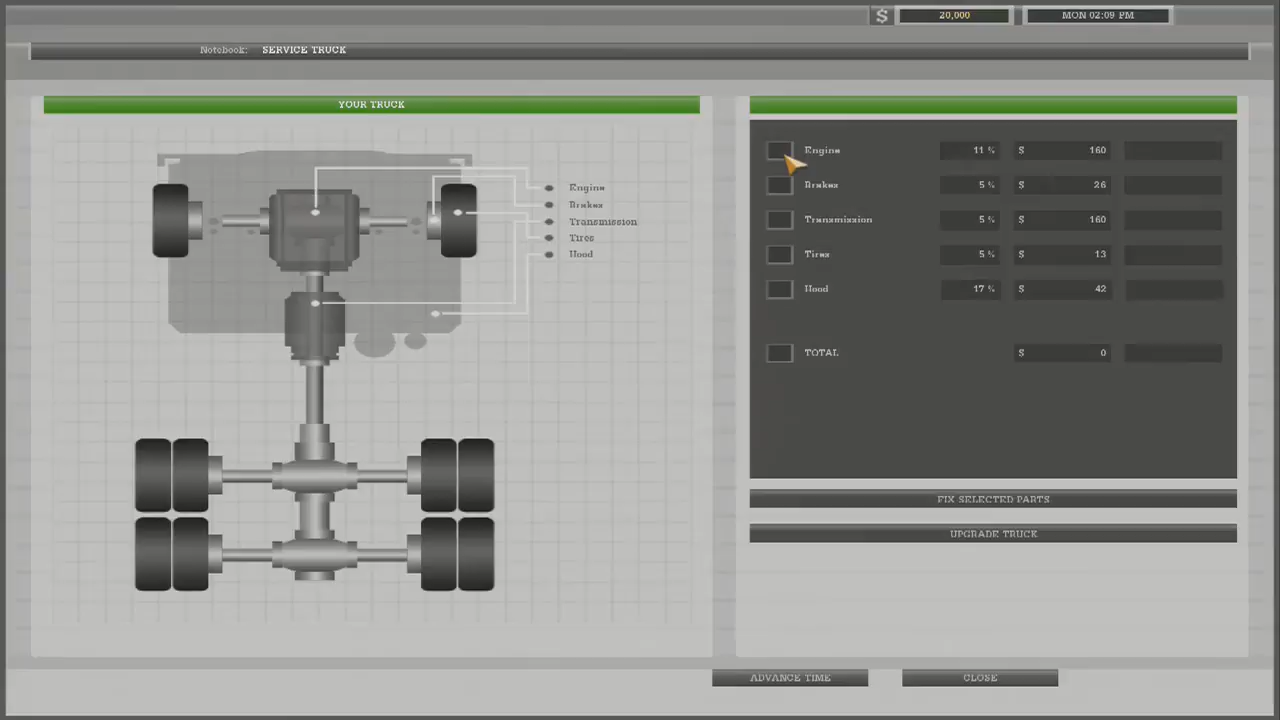 $ 20,000 MON 02:09 PM
Notebook: SERVICE TRUCK
YOUR TRUCK
Engine
Brakes
Transmission
Tires
Hood
Engine 11 % $ 160
Brakes 5 % $ 26
Transmission 5 % $ 160
Tires 5 % $ 13
Hood 17 % $ 42
TOTAL $ 0
FIX SELECTED PARTS
UPGRADE TRUCK
ADVANCE TIME CLOSE